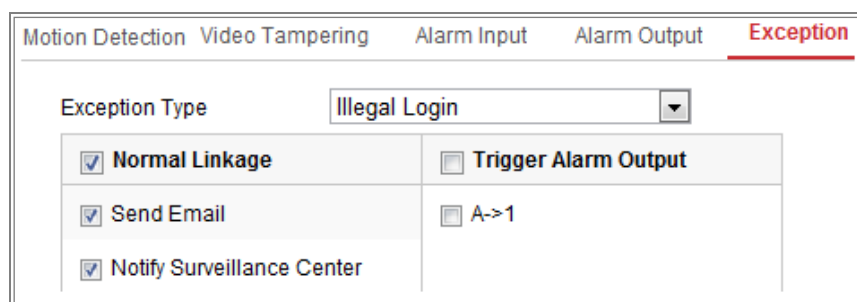 Motion Detection Video Tampering Alarm Input Alarm Output Exception
Exception Type Illegal Login
Normal Linkage Trigger Alarm Output
Send Email A->1
Notify Surveillance Center